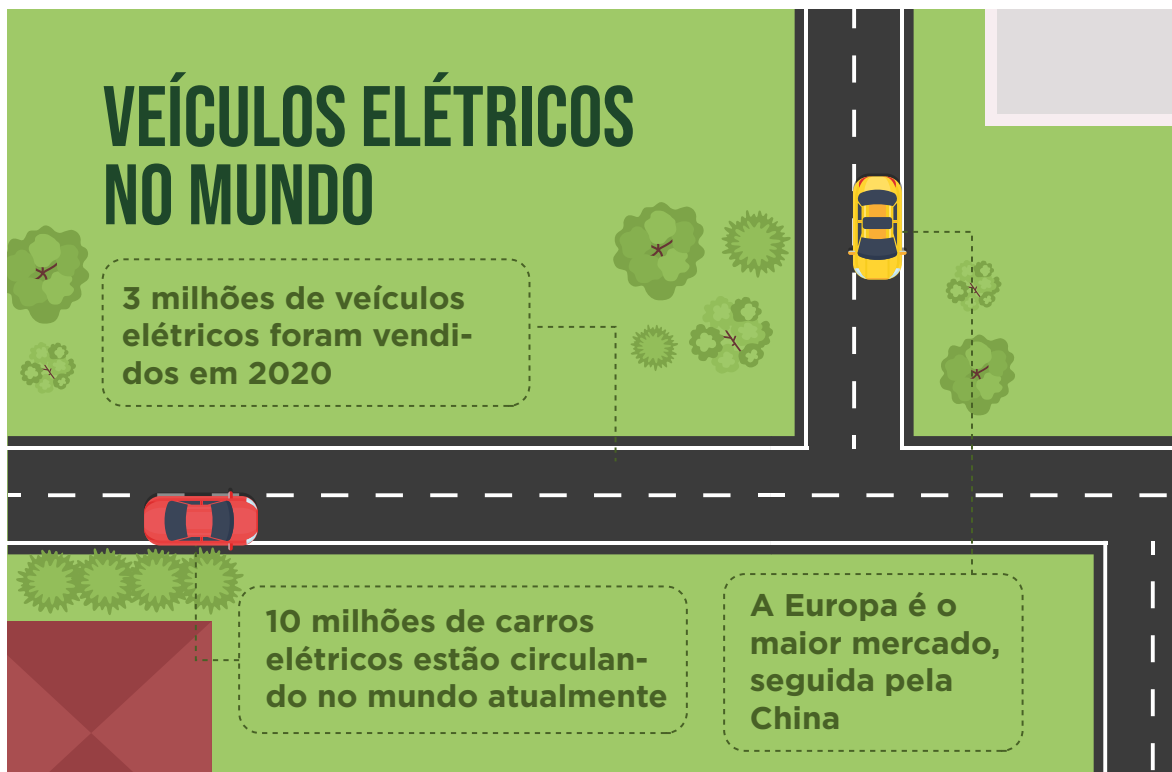 VEÍCULOS ELÉTRICOS
NO MUNDO
3 milhões de veículos
elétricos foram vendi-
dos em 2020
10 milhões de carros
elétricos estão circulan-
do no mundo atualmente
A Europa é o
maior mercado,
seguida pela
China